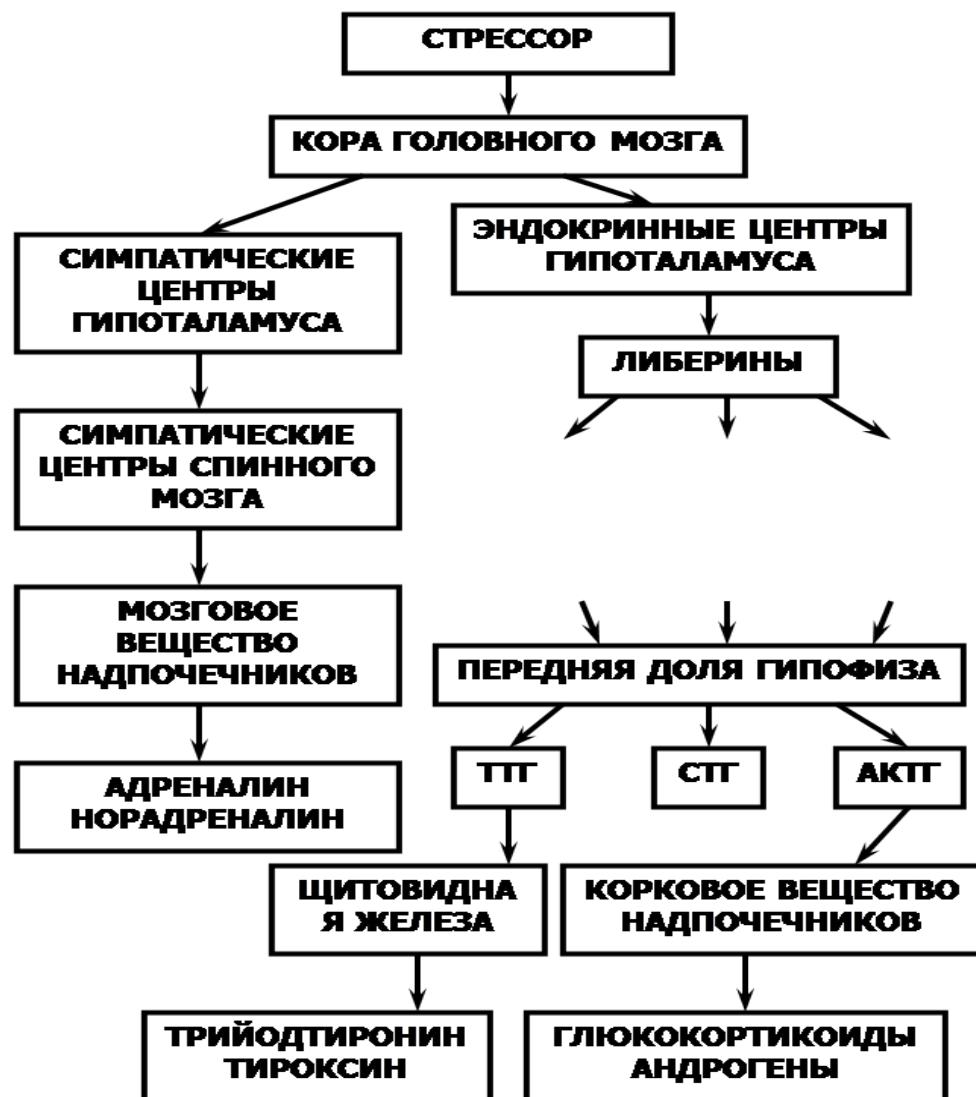 СТРЕССОР
КОРА ГОЛОВНОГО МОЗГА
СИМПАТИЧЕСКИЕ
ЦЕНТРЫ
ГИПОТАЛАМУСА
ЭНДОКРИННЫЕ ЦЕНТРЫ
ГИПОТАЛАМУСА
ЛИБЕРИНЫ
СИМПАТИЧЕСКИЕ
ЦЕНТРЫ СПИННОГО
МОЗГА
МОЗГОВОЕ
ВЕЩЕСТВО
НАДПОЧЕЧНИКОВ
ПЕРЕДНЯЯ ДОЛЯ ГИПОФИЗА
ТТГ
СТГ
АКТГ
АДРЕНАЛИН
НОРАДРЕНАЛИН
ЩИТОВИДНА
Я ЖЕЛЕЗА
КОРКОВОЕ ВЕЩЕСТВО
НАДПОЧЕЧНИКОВ
ТРИЙОДТИРОНИН
ТИРОКСИН
ГЛЮКОКОРТИКОИДЫ
АНДРОГЕНЫ